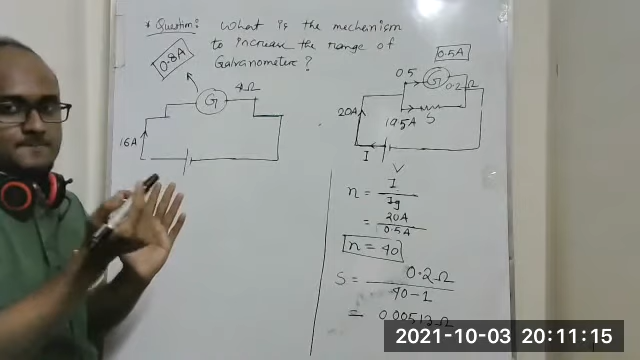 * Question: What is the mechanism
to increase the range of
Galvanometer?
0.8A
G
4Ω
16A
0.5A
0.5
G
0.2Ω
20A
19.5A
S
I
V
n = I / Ig
= 20A / 0.5A
n = 40
S = 0.2Ω / 40-1
= 0.00513Ω
2021-10-03 20:11:15